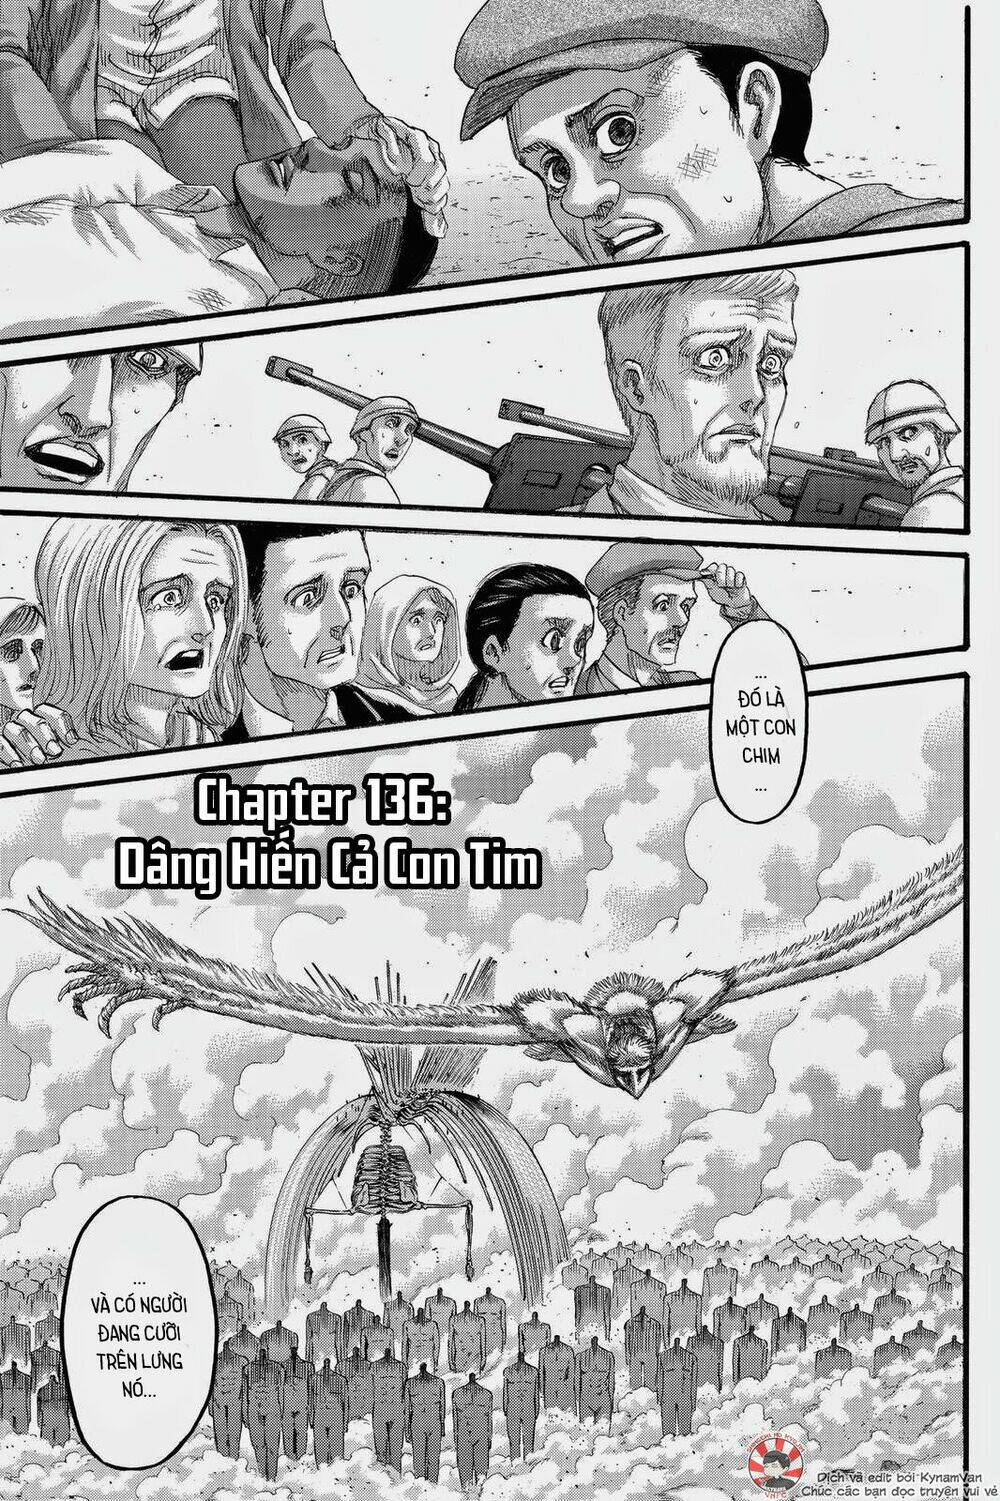 ...
ĐÓ LÀ
MỘT CON
CHIM
...
Chapter 136:
Dâng Hiến Cả Con Tim
...
VÀ CÓ NGƯỜI
ĐANG CƯỠI
TRÊN LƯNG
NÓ...
Dịch và edit bởi KynamVan
Chúc các bạn đọc truyện vui vẻ